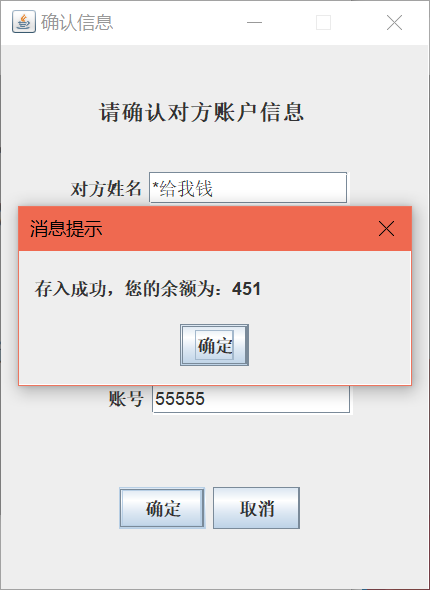 确认信息
请确认对方账户信息
对方姓名 *给我钱
消息提示
存入成功，您的余额为：451
确定
账号 55555
确定 取消